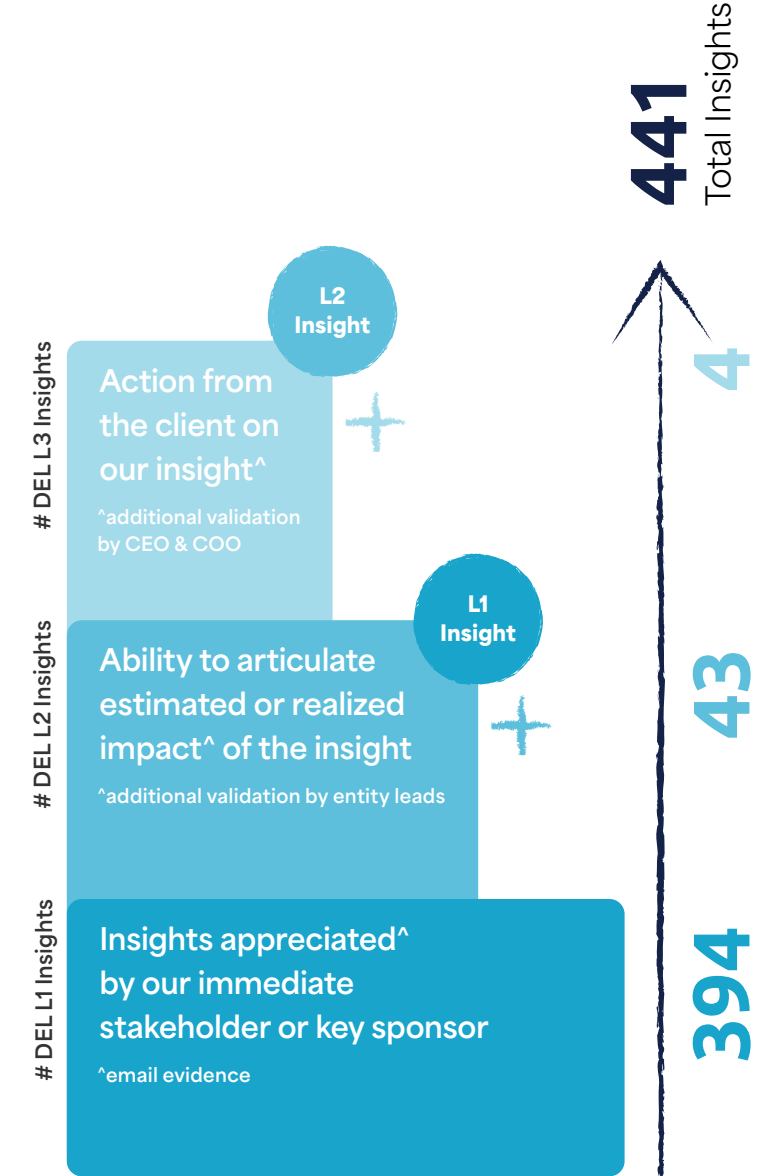 441
Total Insights
L2
Insight
# DEL L3 Insights
Action from
the client on
our insight^
^additional validation
by CEO & COO
4
L1
Insight
# DEL L2 Insights
Ability to articulate
estimated or realized
impact^ of the insight
^additional validation by entity leads
43
# DEL L1 Insights
Insights appreciated^
by our immediate
stakeholder or key sponsor
^email evidence
394